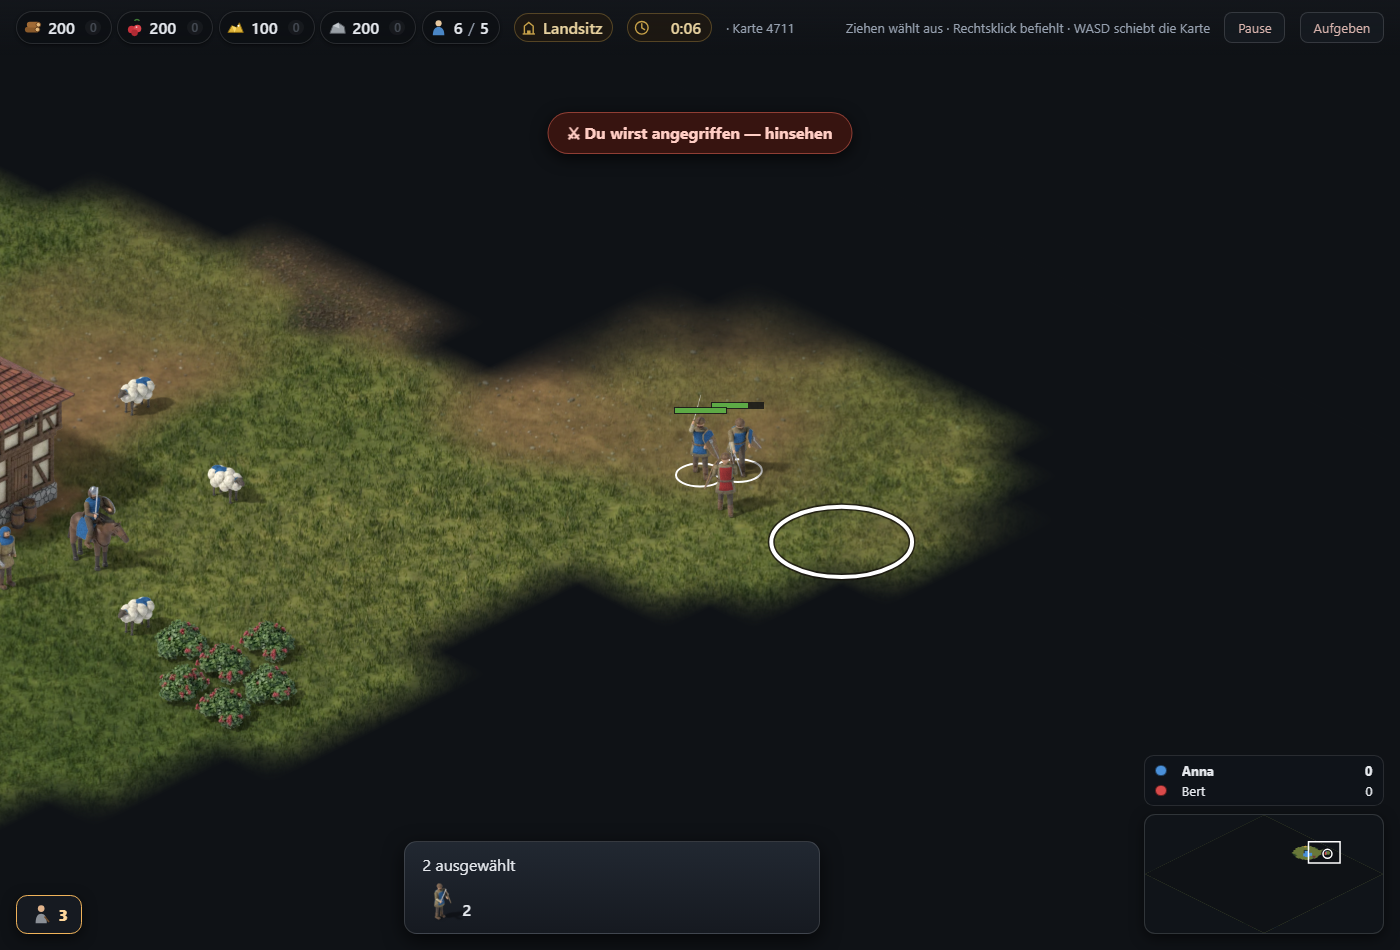 200 0 200 0 100 0 200 0 6 / 5 Landsitz 0:06 · Karte 4711 Ziehen wählt aus · Rechtsklick befiehlt · WASD schiebt die Karte Pause Aufgeben
Du wirst angegriffen — hinsehen
Anna 0
Bert 0
2 ausgewählt
2
3